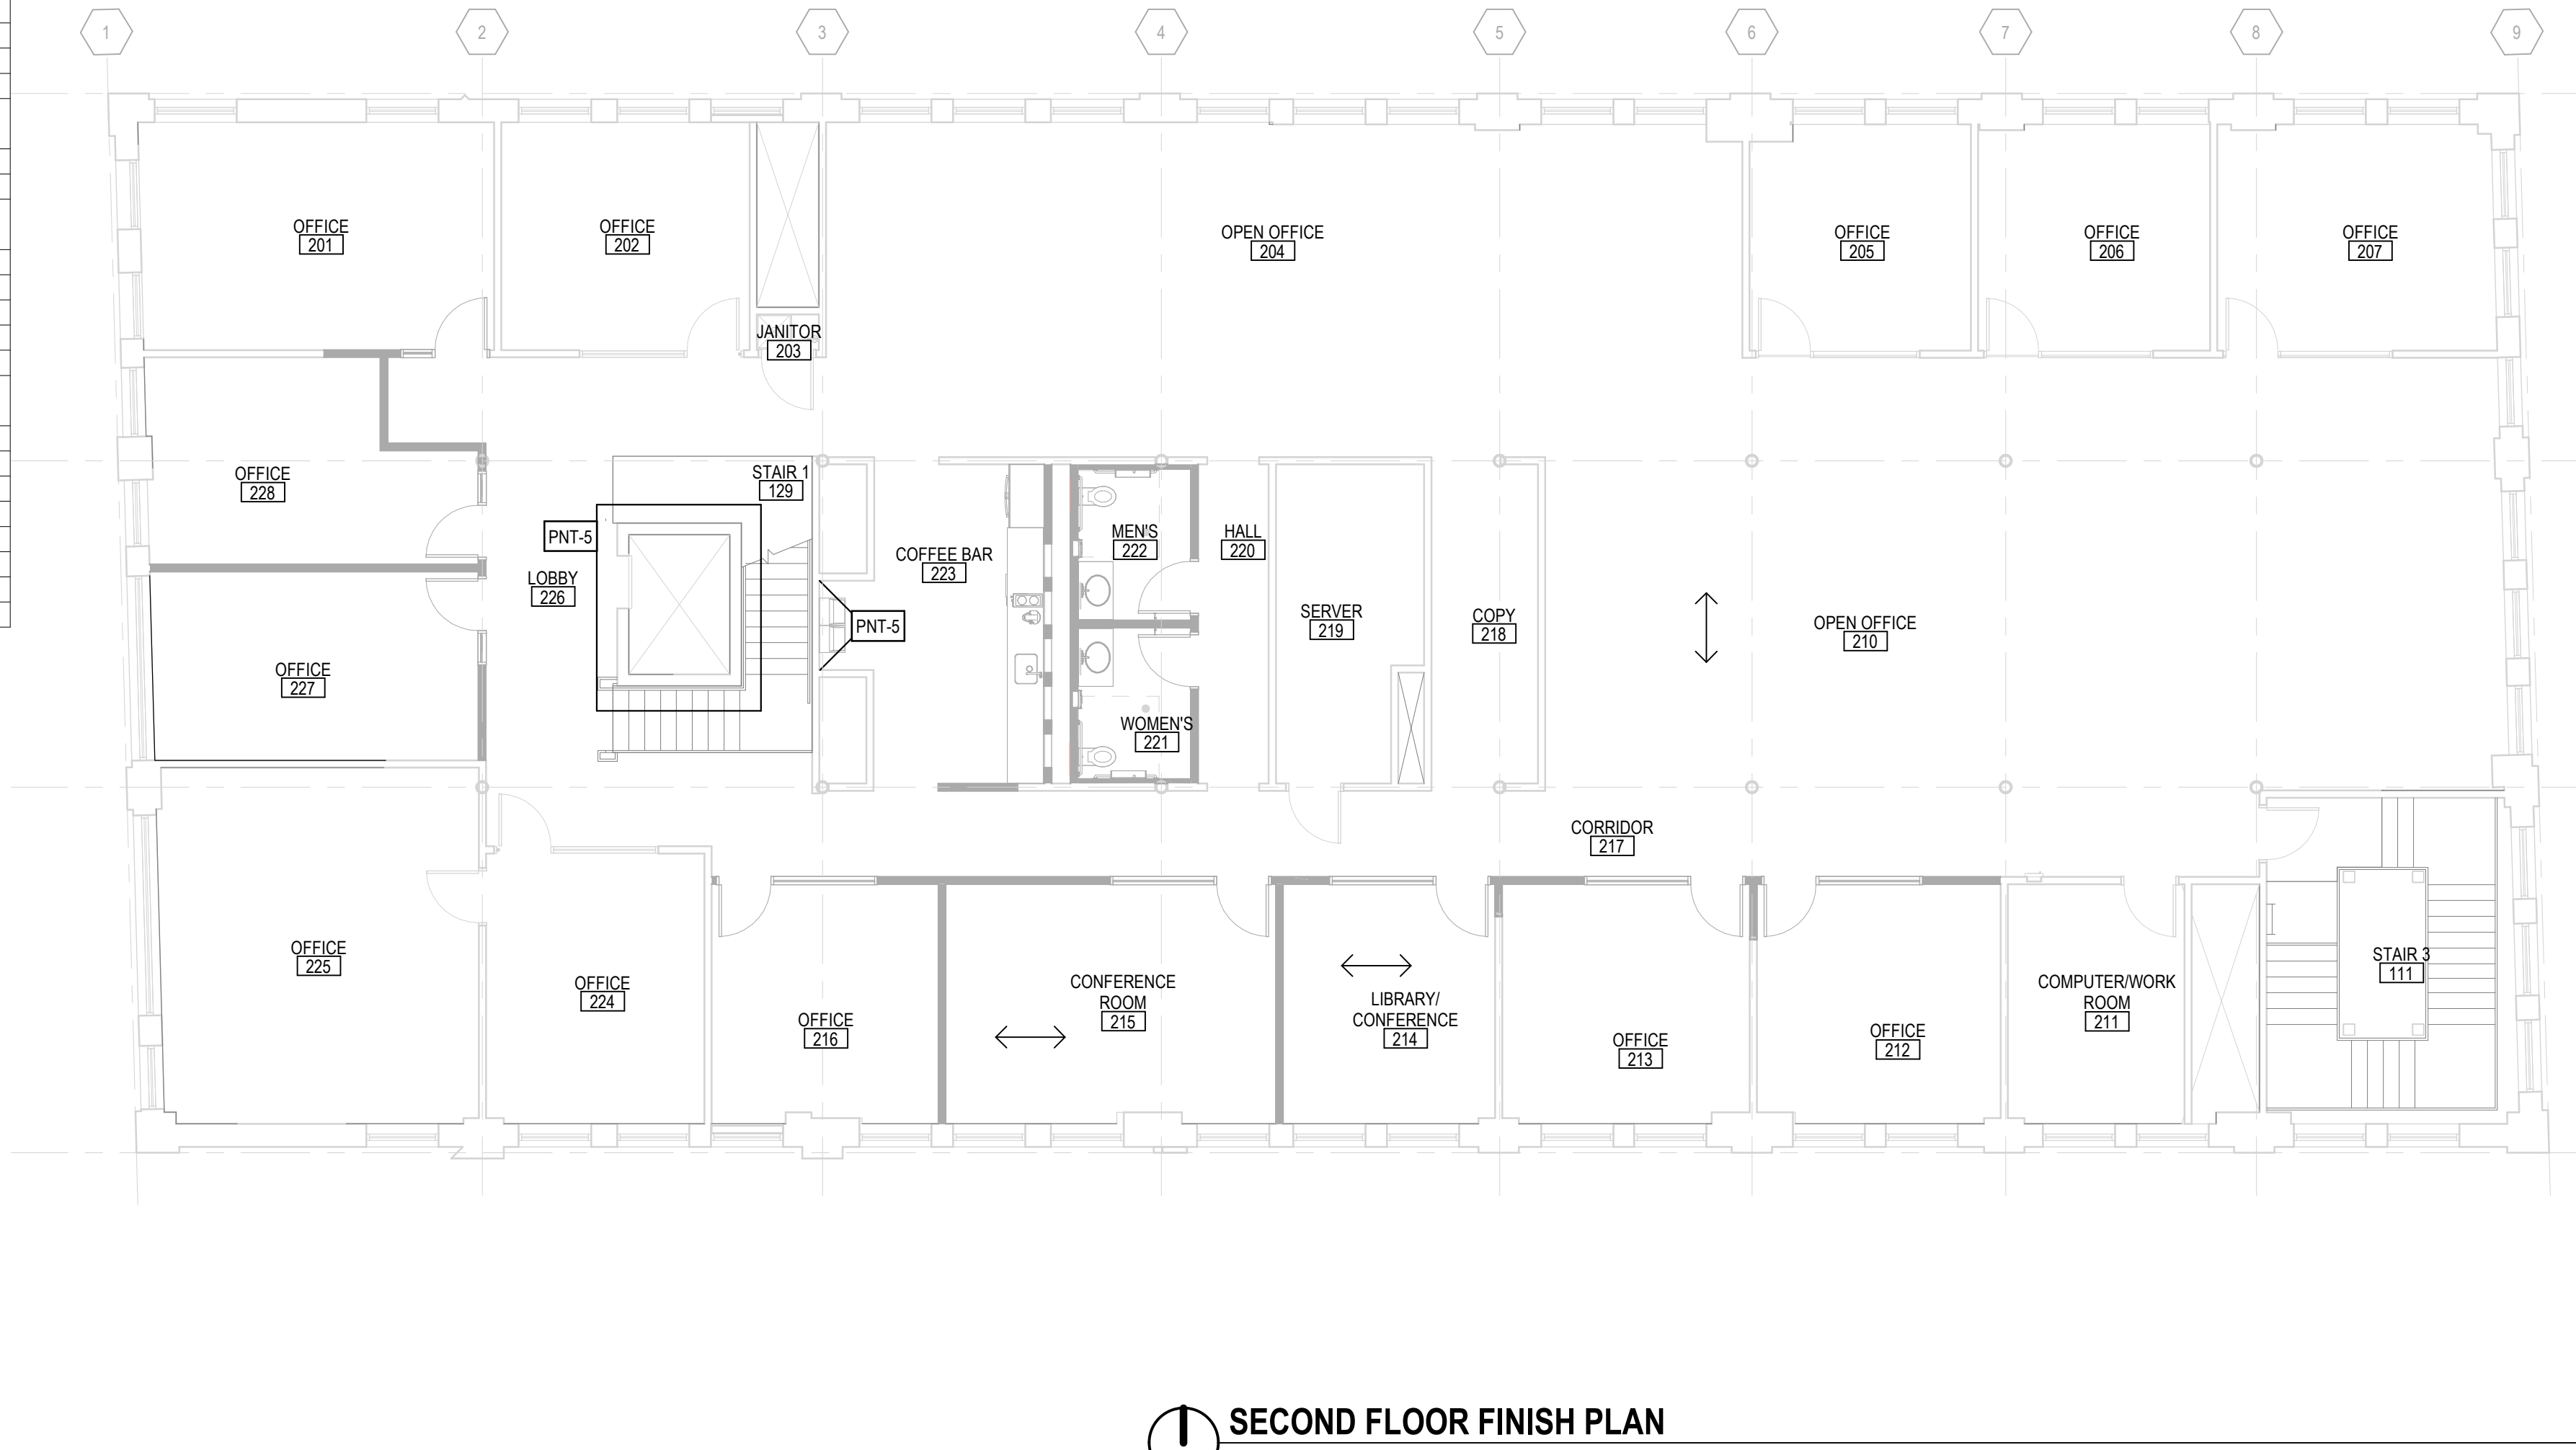 1
2
3
4
5
6
7
8
9
OFFICE
201
OFFICE
202
JANITOR
203
OPEN OFFICE
204
OFFICE
205
OFFICE
206
OFFICE
207
OFFICE
228
STAIR 1
129
PNT-5
LOBBY
226
COFFEE BAR
223
PNT-5
MEN'S
222
HALL
220
SERVER
219
COPY
218
OPEN OFFICE
210
OFFICE
227
WOMEN'S
221
CORRIDOR
217
OFFICE
225
OFFICE
224
OFFICE
216
CONFERENCE
ROOM
215
LIBRARY/
CONFERENCE
214
OFFICE
213
OFFICE
212
COMPUTER/WORK
ROOM
211
STAIR 3
111
SECOND FLOOR FINISH PLAN